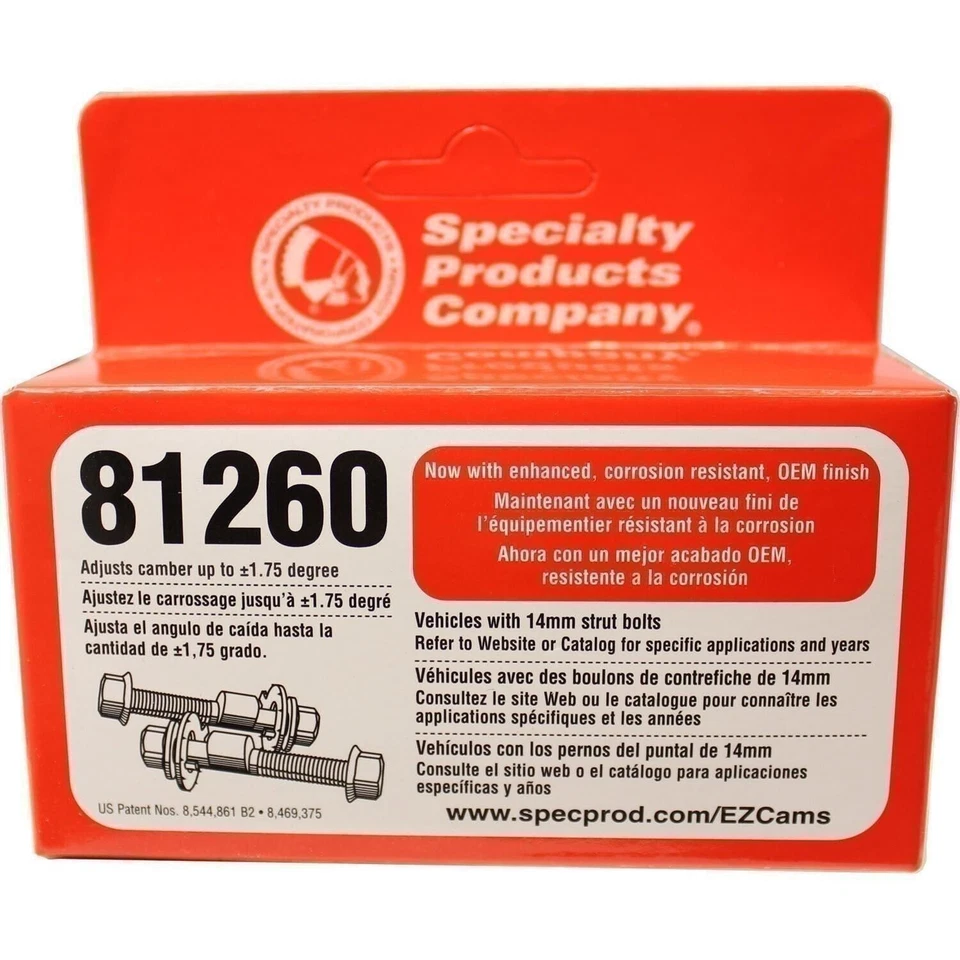 SPECIALTY PRODUCTS
Specialty
Products
Company®
81260
Adjusts camber up to ±1.75 degree
Ajustez le carrossage jusqu'à ±1.75 degré
Ajusta el angulo de caída hasta la
cantidad de ±1,75 grado.
US Patent Nos. 8,544,861 B2 • 8,469,375
Now with enhanced, corrosion resistant, OEM finish
Maintenant avec un nouveau fini de
l'équipementier résistant à la corrosion
Ahora con un mejor acabado OEM,
resistente a la corrosión
Vehicles with 14mm strut bolts
Refer to Website or Catalog for specific applications and years
Véhicules avec des boulons de contrefiche de 14mm
Consultez le site Web ou le catalogue pour connaître les
applications spécifiques et les années
Vehículos con los pernos del puntal de 14mm
Consulte el sitio web o el catálogo para aplicaciones
específicas y años
www.specprod.com/EZCams